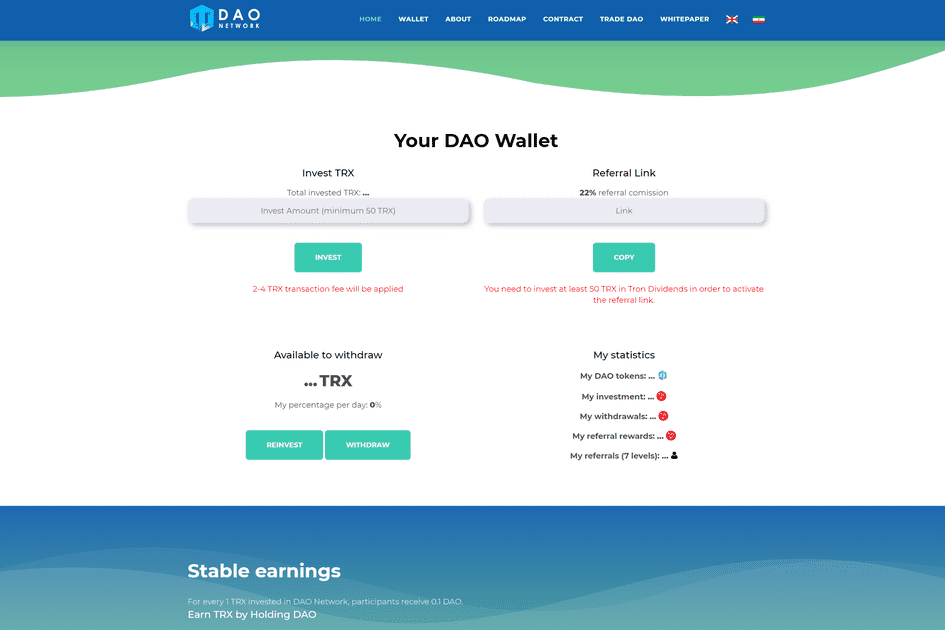 DAO
NETWORK
HOME WALLET ABOUT ROADMAP CONTRACT TRADE DAO WHITEPAPER
Your DAO Wallet
Invest TRX
Total invested TRX: ...
Invest Amount (minimum 50 TRX)
INVEST
2-4 TRX transaction fee will be applied
Referral Link
22% referral comission
Link
COPY
You need to invest at least 50 TRX in Tron Dividends in order to activate
the referral link.
Available to withdraw
... TRX
My percentage per day: 0%
REINVEST WITHDRAW
My statistics
My DAO tokens: ...
My investment: ...
My withdrawals: ...
My referral rewards: ...
My referrals (7 levels): ...
Stable earnings
For every 1 TRX invested in DAO Network, participants receive 0.1 DAO.
Earn TRX by Holding DAO